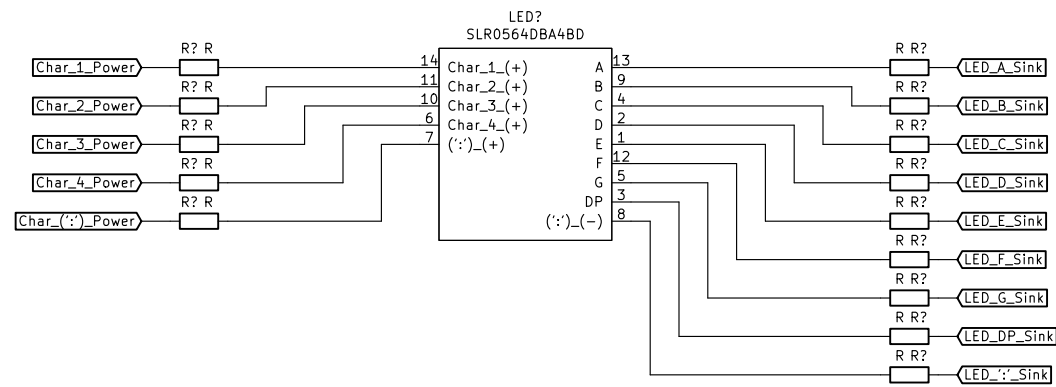 LED?
SLR0564DBA4BD
R? R
Char_1_Power
14
Char_1_(+)
A
13
R R?
LED_A_Sink
R? R
Char_2_Power
11
Char_2_(+)
B
9
R R?
LED_B_Sink
R? R
Char_3_Power
10
Char_3_(+)
C
4
R R?
LED_C_Sink
R? R
Char_4_Power
6
Char_4_(+)
D
2
R R?
LED_D_Sink
R? R
Char_(':')_Power
7
(':')_(+)
E
1
R R?
LED_E_Sink
F
12
R R?
LED_F_Sink
G
5
R R?
LED_G_Sink
DP
3
R R?
LED_DP_Sink
(':')_(-)
8
R R?
LED_':'_Sink